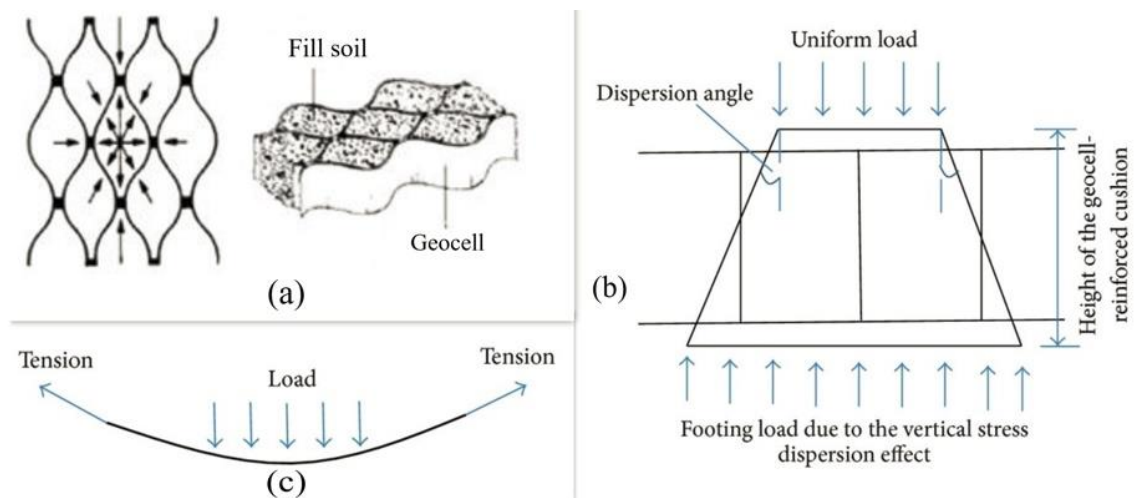 Fill soil
Geocell
(a)
Uniform load
Dispersion angle
Height of the geocell-
reinforced cushion
(b)
Footing load due to the vertical stress
dispersion effect
Tension
Tension
Load
(c)